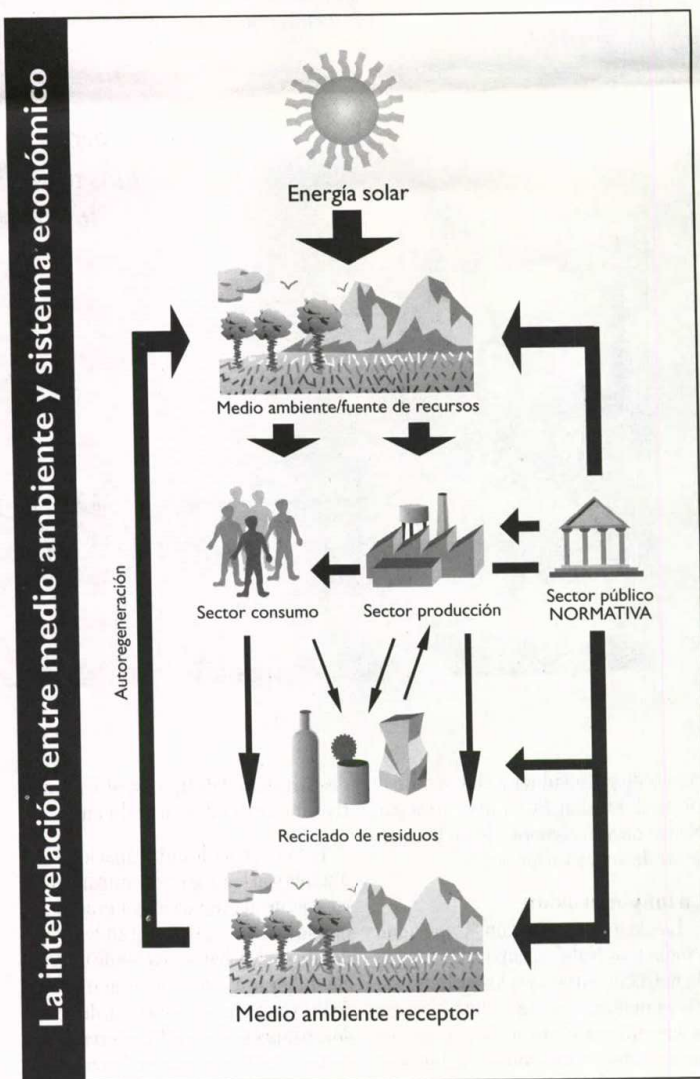 La interrelación entre medio ambiente y sistema económico
Energía solar
Medio ambiente/fuente de recursos
Sector consumo
Sector producción
Sector público
NORMATIVA
Autoregeneración
Reciclado de residuos
Medio ambiente receptor